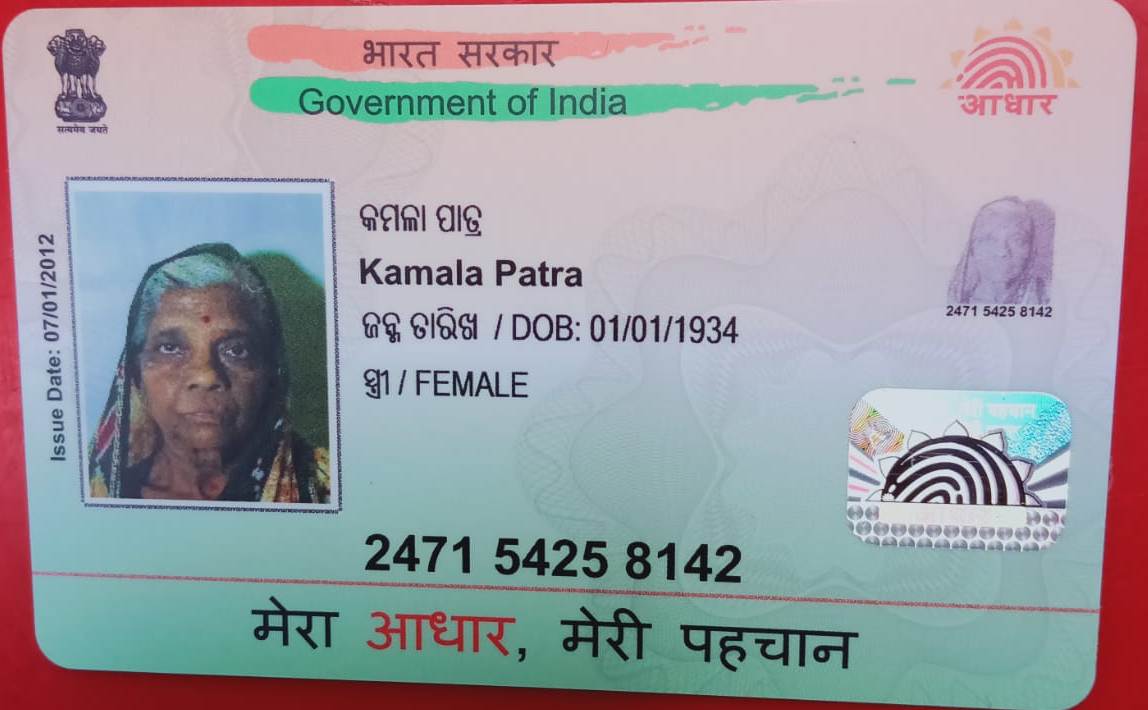 सत्यमेव जयते
भारत सरकार
Government of India
आधार
Issue Date: 07/01/2012
କମଳା ପାତ୍ର
Kamala Patra
ଜନ୍ମ ତାରିଖ / DOB: 01/01/1934
ସ୍ତ୍ରୀ / FEMALE
2471 5425 8142
2471 5425 8142
मेरा आधार, मेरी पहचान